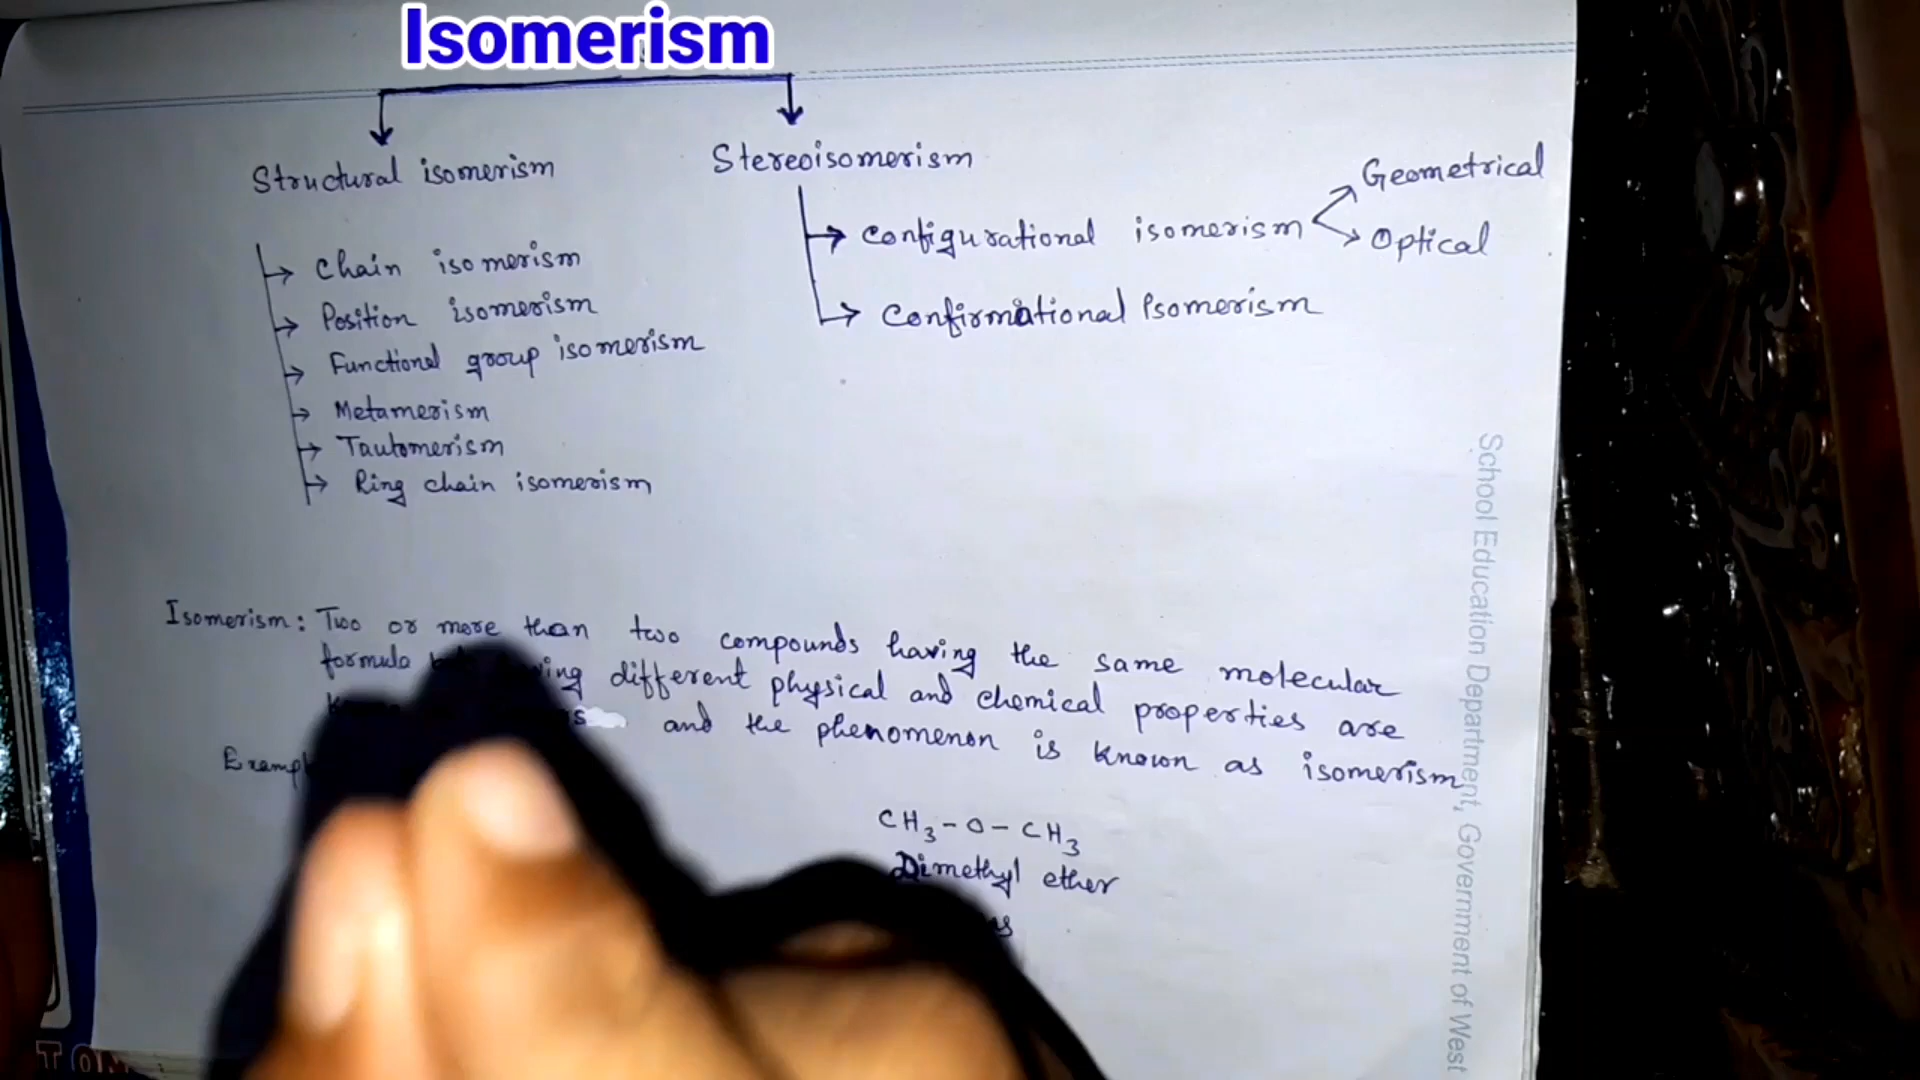 Isomerism
Structural isomerism
Chain isomerism
Position isomerism
Functional group isomerism
Metamerism
Tautomerism
Ring chain isomerism
Stereoisomerism
Configurational isomerism
Geometrical
Optical
Confirmational Isomerism
Isomerism: Two or more than two compounds having the same molecular
formula different physical and chemical properties are
and the phenomenon is known as isomerism
CH3-O-CH3
Dimethyl ether
School Education Department, Government of West